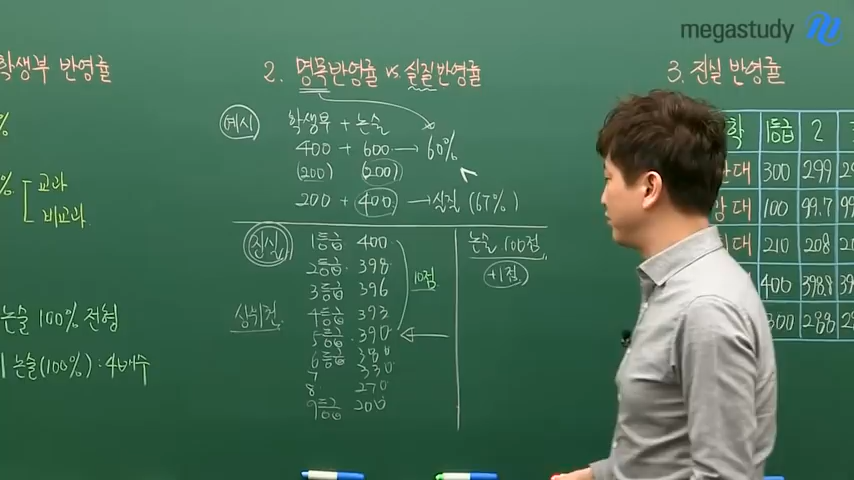 megastudy
학생부 반영률
%
%
교과
비교과
논술 100% 전형
논술(100%) : 4배수
2. 명목반영률 vs. 실질반영률
예시
학생부 + 논술
400 + 600 → 60%
(200) (200)
200 + 400 → 실질 (67%)
진실
1등급 400
2등급 398
3등급 396
4등급 393
5등급 390
6등급 380
7 330
8 270
9등급 200
10점
상위권
논술 100점
+1점
3. 진실 반영률
1등급 2
대 300 299
대 100 99.7
대 210 208
400 398.8
300 288